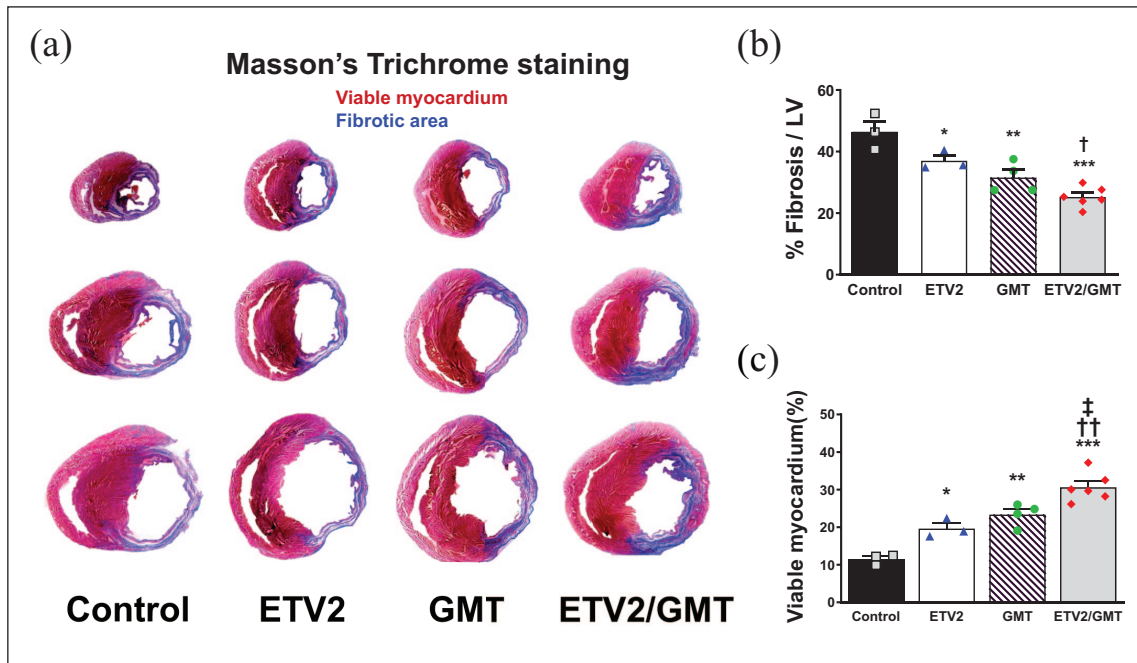 (a)
Masson's Trichrome staining
Viable myocardium
Fibrotic area
Control ETV2 GMT ETV2/GMT
(b)
% Fibrosis / LV
60
40
20
0
*
**
†
***
Control ETV2 GMT ETV2/GMT
(c)
Viable myocardium(%)
50
40
30
20
10
0
*
**
‡
††
***
Control ETV2 GMT ETV2/GMT